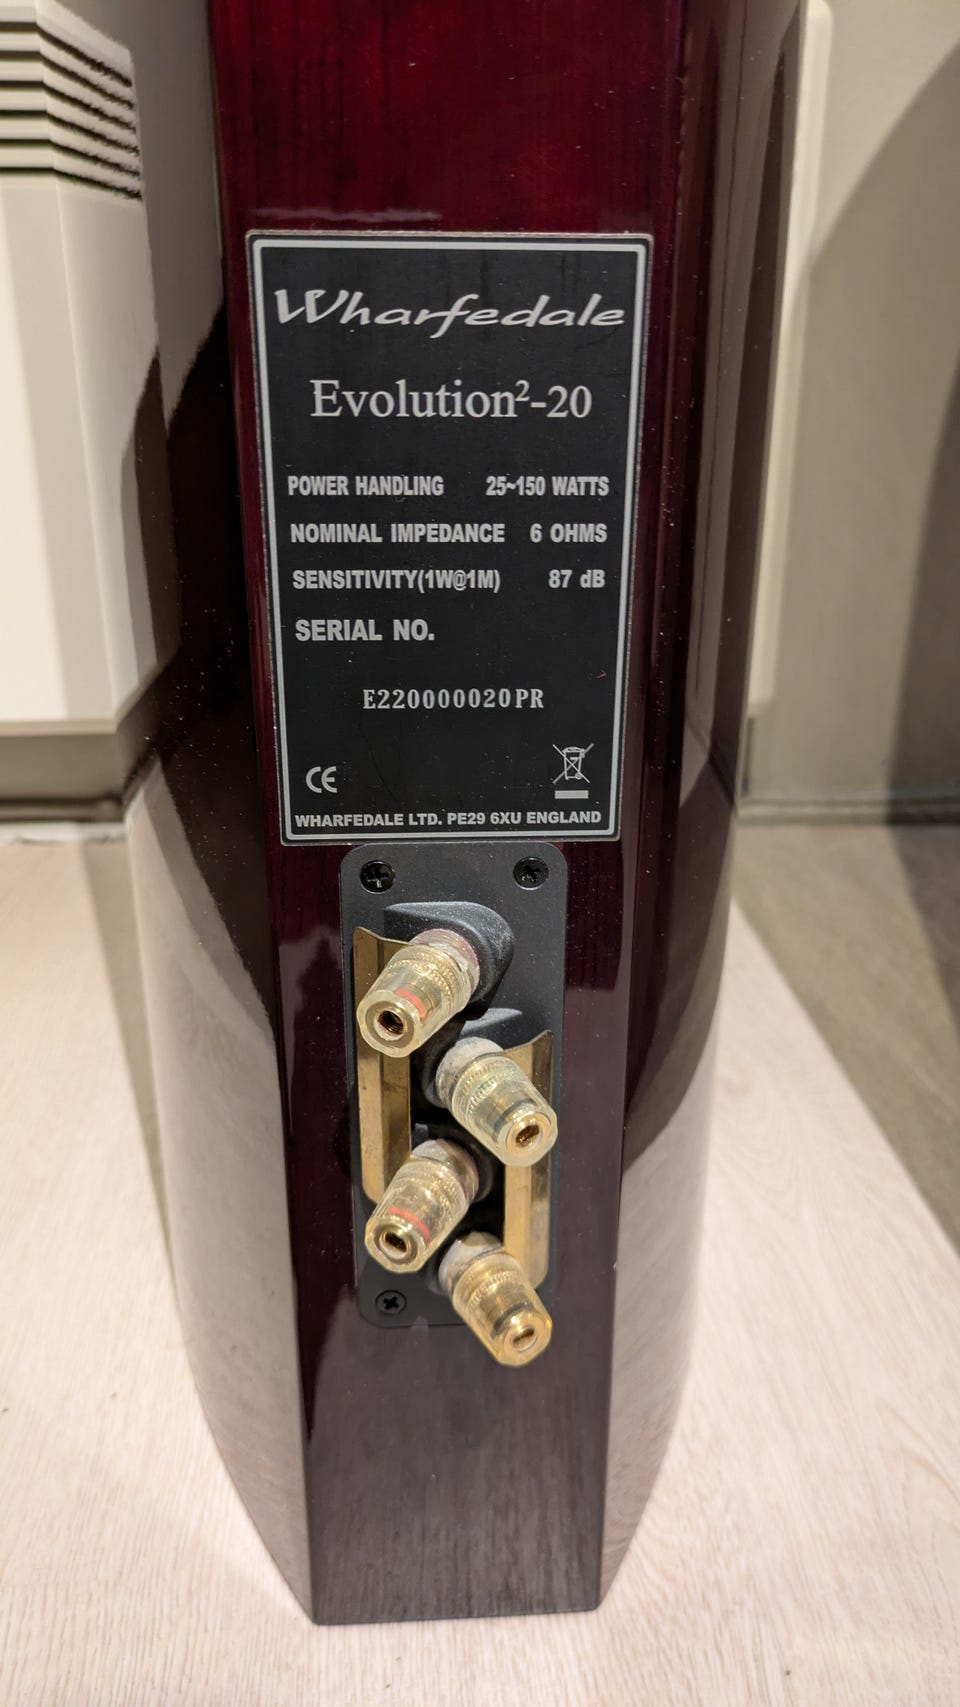 Wharfedale
Evolution²-20
POWER HANDLING 25~150 WATTS
NOMINAL IMPEDANCE 6 OHMS
SENSITIVITY(1W@1M) 87 dB
SERIAL NO.
E220000020PR
CE
WHARFEDALE LTD. PE29 6XU ENGLAND